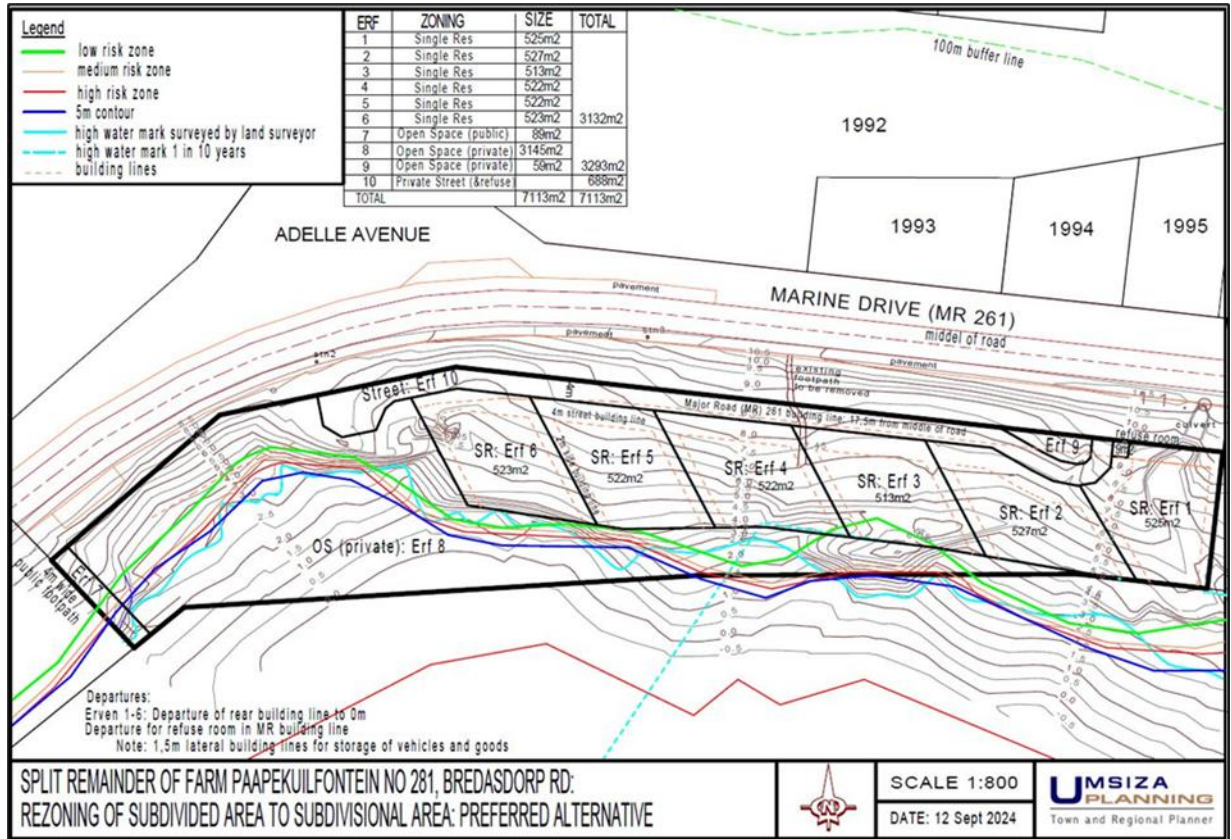 Legend
low risk zone
medium risk zone
high risk zone
5m contour
high water mark surveyed by land surveyor
high water mark 1 in 10 years
building lines
ERF ZONING SIZE TOTAL
1 Single Res 525m2
2 Single Res 527m2
3 Single Res 513m2
4 Single Res 522m2
5 Single Res 522m2
6 Single Res 523m2 3132m2
7 Open Space (public) 89m2
8 Open Space (private) 3145m2
9 Open Space (private) 59m2 3293m2
10 Private Street (&refuse) 688m2
TOTAL 7113m2 7113m2
100m buffer line
1992
1993
1994
1995
ADELLE AVENUE
MARINE DRIVE (MR 261)
middel of road
pavement
pavement
pavement
stn2
stn3
existing
footpath
to be removed
culvert
Street: Erf 10
4m
4m street building line
Major Road (MR) 261 building line: 17.5m from middle of road
Erf 9
refuse room
SR: Erf 6
523m2
SR: Erf 5
522m2
SR: Erf 4
522m2
SR: Erf 3
513m2
SR: Erf 2
527m2
SR: Erf 1
525m2
OS (private): Erf 8
Erf 7
4m wide
public footpath
Departures:
Erven 1-6: Departure of rear building line to 0m
Departure for refuse room in MR building line
Note: 1,5m lateral building lines for storage of vehicles and goods
SPLIT REMAINDER OF FARM PAAPEKUILFONTEIN NO 281, BREDASDORP RD:
REZONING OF SUBDIVIDED AREA TO SUBDIVISIONAL AREA: PREFERRED ALTERNATIVE
N
SCALE 1:800
DATE: 12 Sept 2024
UMSIZA
PLANNING
Town and Regional Planner